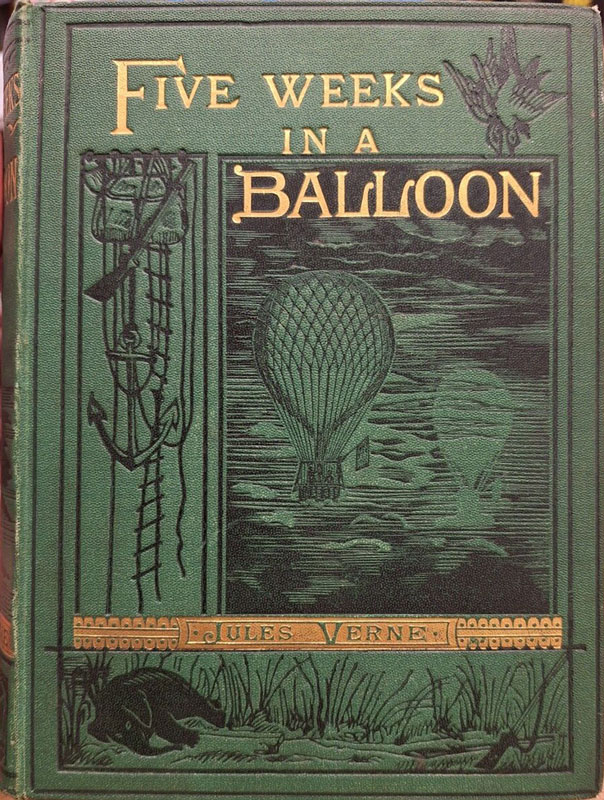 FIVE WEEKS
IN A
BALLOON
JULES VERNE